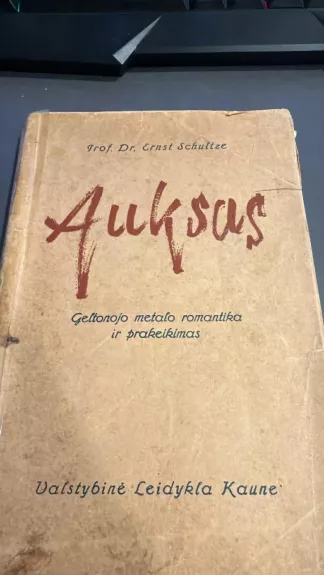 Prof. Dr. Ernst Schultze
Auksas
Geltonojo metalo romantika
ir prakeikimas
Valstybinė Leidykla Kaune